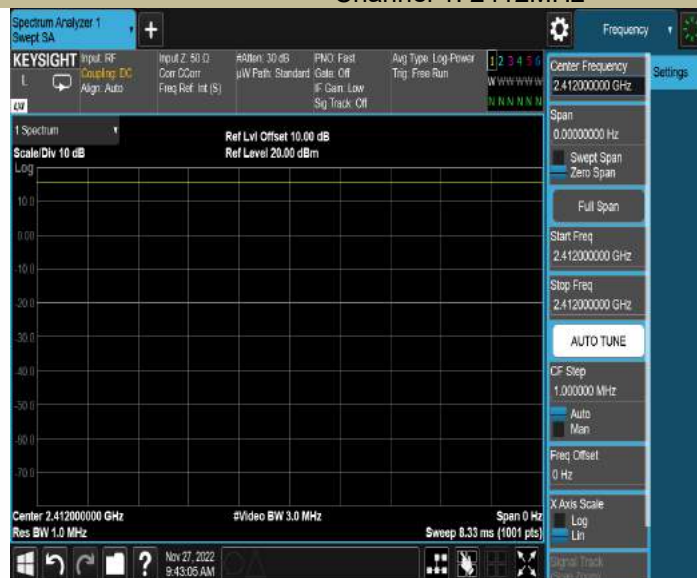 Channel 1: 2412MHz
Spectrum Analyzer 1
Swept SA
+
Frequency
KEYSIGHT
L
Input: RF
Coupling: DC
Align: Auto
Input Z: 50 Ω
Corr CCorr
Freq Ref: Int (S)
#Atten: 30 dB
µW Path: Standard
PNO: Fast
Gate: Off
IF Gain: Low
Sig Track: Off
Avg Type: Log-Power
Trig: Free Run
1 2 3 4 5 6
W W W W W W
N N N N N N
Center Frequency
2.412000000 GHz
Settings
Span
0.00000000 Hz
Swept Span
Zero Span
Full Span
Start Freq
2.412000000 GHz
Stop Freq
2.412000000 GHz
AUTO TUNE
CF Step
1.000000 MHz
Auto
Man
Freq Offset
0 Hz
X Axis Scale
Log
Lin
Signal Track
1 Spectrum
Scale/Div 10 dB
Log
Ref Lvl Offset 10.00 dB
Ref Level 20.00 dBm
10.0
0.00
-10.0
-20.0
-30.0
-40.0
-50.0
-60.0
-70.0
Center 2.412000000 GHz
Res BW 1.0 MHz
#Video BW 3.0 MHz
Span 0 Hz
Sweep 8.33 ms (1001 pts)
?
Nov 27, 2022
9:43:05 AM